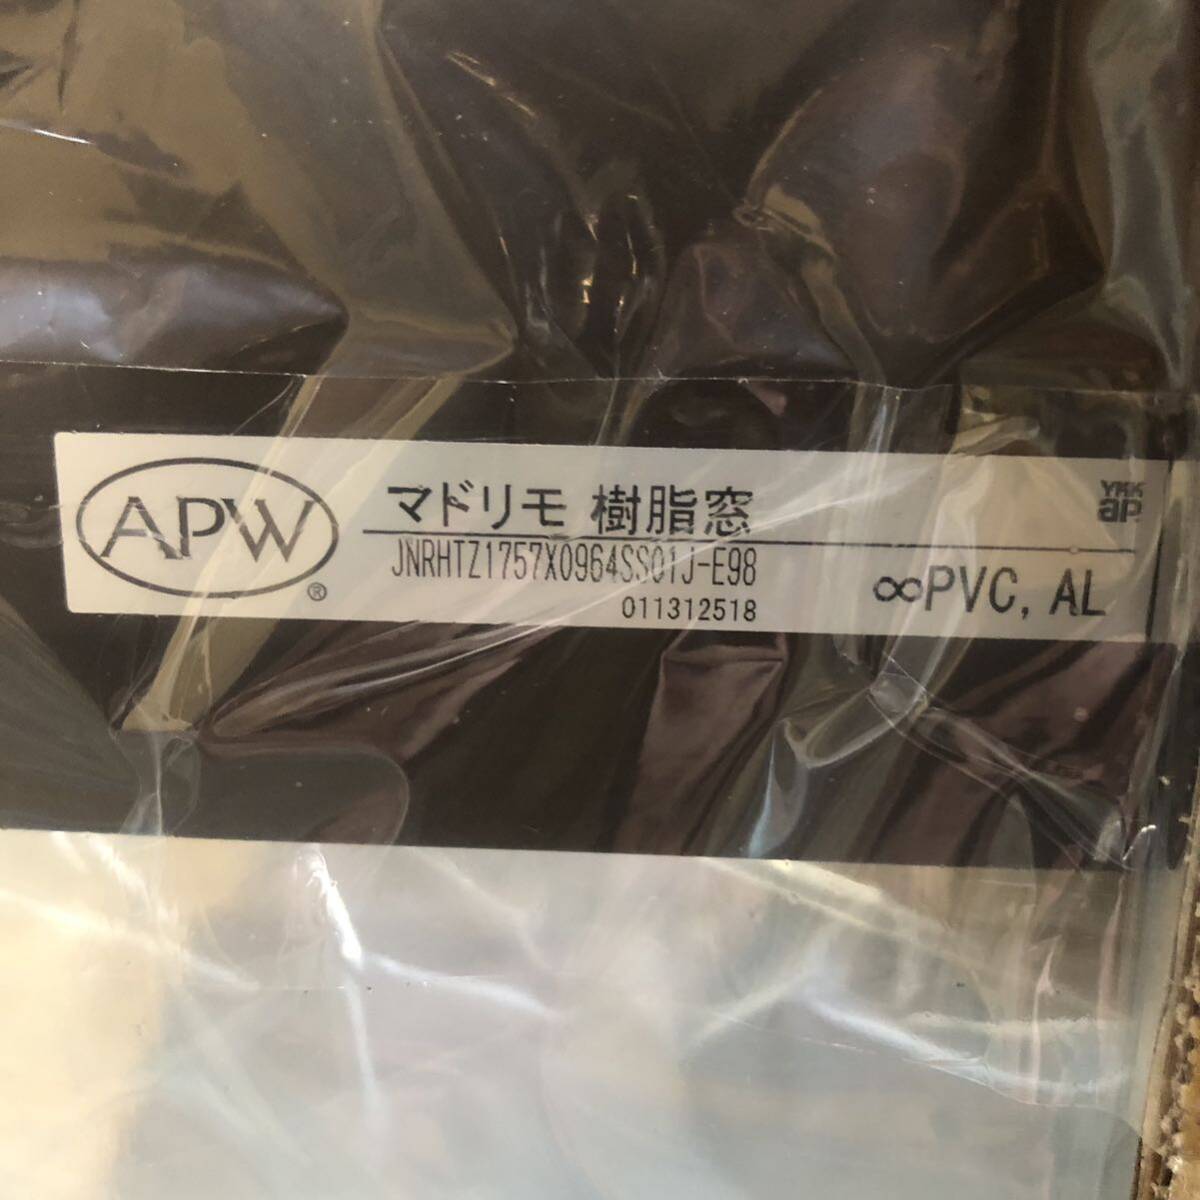 APW®
マドリモ 樹脂窓
YKK
ap
JNRHTZ1757X0964SS01J-E98
011312518
∞PVC, AL